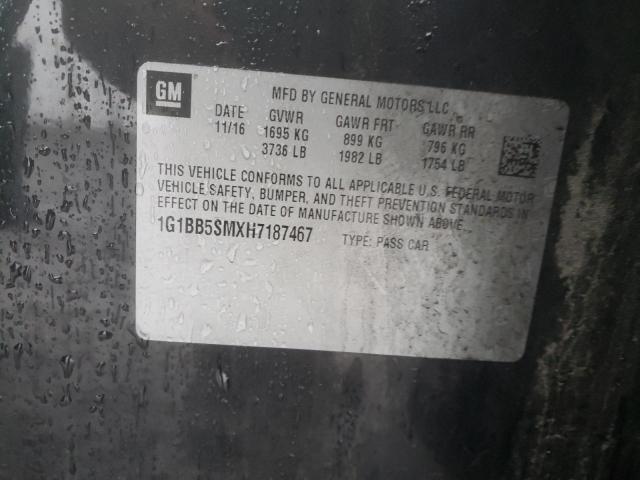 GM
MFD BY GENERAL MOTORS LLC
DATE GVWR GAWR FRT GAWR RR
11/16 1695 KG 899 KG 796 KG
3736 LB 1982 LB 1754 LB
THIS VEHICLE CONFORMS TO ALL APPLICABLE U.S. FEDERAL MOTOR
VEHICLE SAFETY, BUMPER, AND THEFT PREVENTION STANDARDS IN
EFFECT ON THE DATE OF MANUFACTURE SHOWN ABOVE.
1G1BB5SMXH7187467 TYPE: PASS CAR